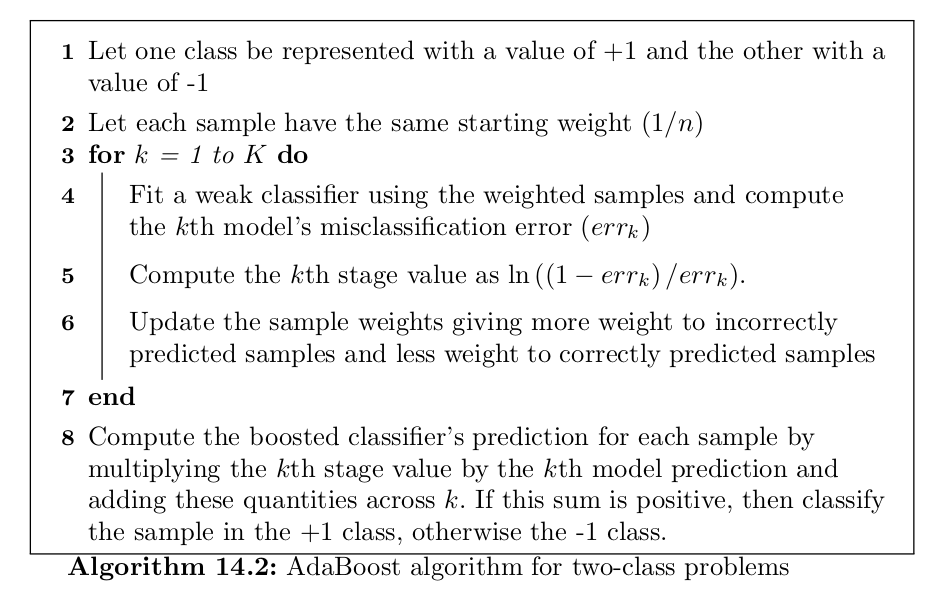 1 Let one class be represented with a value of +1 and the other with a
value of -1
2 Let each sample have the same starting weight (1/n)
3 for k = 1 to K do
4 Fit a weak classifier using the weighted samples and compute
the kth model's misclassification error (err_k)
5 Compute the kth stage value as ln ((1 − err_k) /err_k).
6 Update the sample weights giving more weight to incorrectly
predicted samples and less weight to correctly predicted samples
7 end
8 Compute the boosted classifier's prediction for each sample by
multiplying the kth stage value by the kth model prediction and
adding these quantities across k. If this sum is positive, then classify
the sample in the +1 class, otherwise the -1 class.
Algorithm 14.2: AdaBoost algorithm for two-class problems